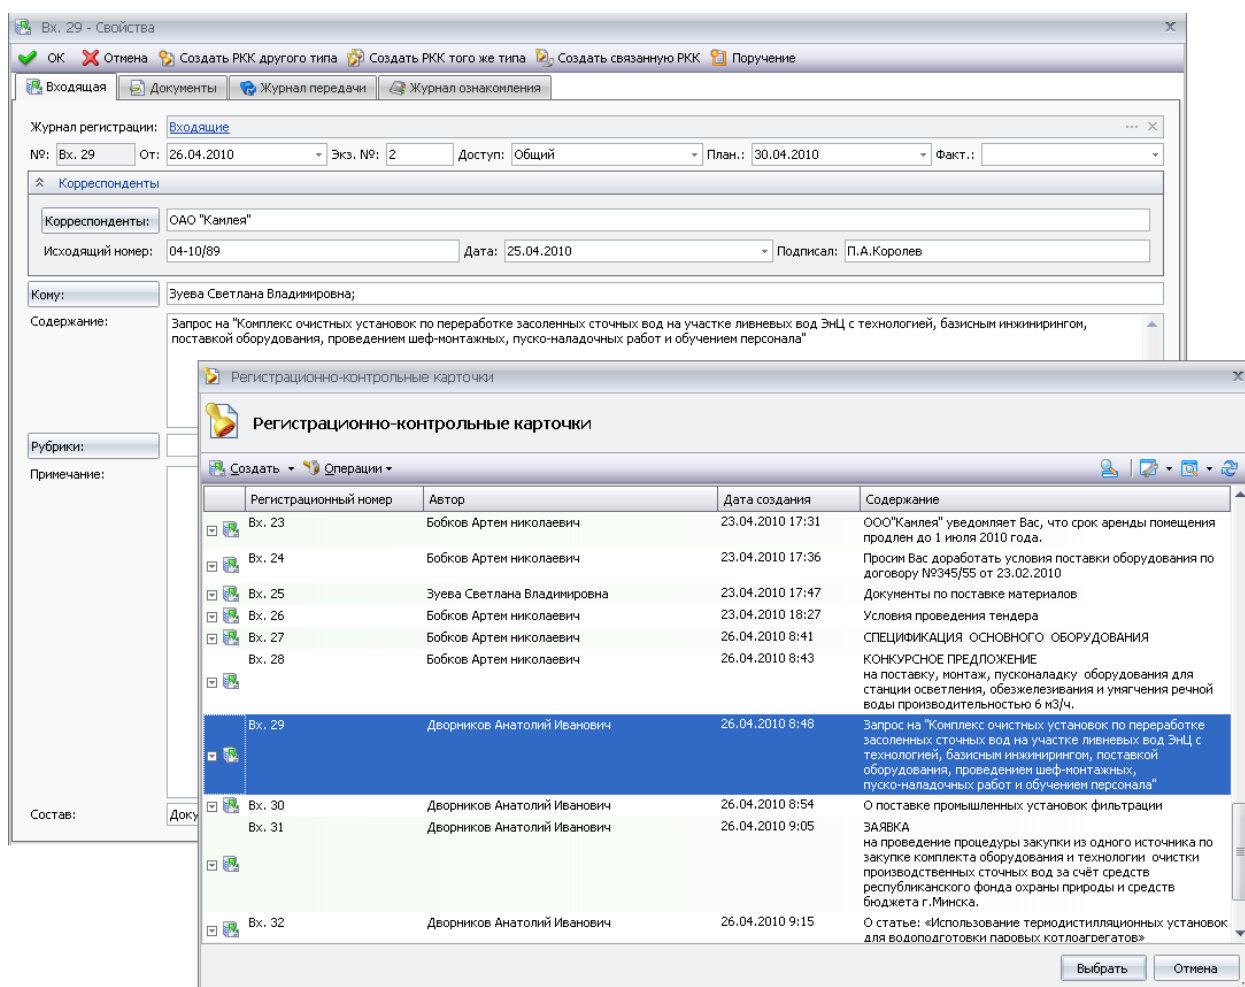 Вх. 29 - Свойства
ОК Отмена Создать РКК другого типа Создать РКК того же типа Создать связанную РКК Поручение
Входящая Документы Журнал передачи Журнал ознакомления
Журнал регистрации: Входящие
№: Вх. 29 От: 26.04.2010 Экз. №: 2 Доступ: Общий План.: 30.04.2010 Факт.:
Корреспонденты
Корреспонденты: ОАО "Камлея"
Исходящий номер: 04-10/89 Дата: 25.04.2010 Подписал: П.А.Королев
Кому: Зуева Светлана Владимировна;
Содержание: Запрос на "Комплекс очистных установок по переработке засоленных сточных вод на участке ливневых вод ЭнЦ с технологией, базисным инжинирингом,
поставкой оборудования, проведением шеф-монтажных, пуско-наладочных работ и обучением персонала"
Рубрики:
Примечание:
Состав: Доку
Регистрационно-контрольные карточки
Регистрационно-контрольные карточки
Создать Операции
Регистрационный номер Автор Дата создания Содержание
Вх. 23 Бобков Артем николаевич 23.04.2010 17:31 ООО"Камлея" уведомляет Вас, что срок аренды помещения
продлен до 1 июля 2010 года.
Вх. 24 Бобков Артем николаевич 23.04.2010 17:36 Просим Вас доработать условия поставки оборудования по
договору №345/55 от 23.02.2010
Вх. 25 Зуева Светлана Владимировна 23.04.2010 17:47 Документы по поставке материалов
Вх. 26 Бобков Артем николаевич 23.04.2010 18:27 Условия проведения тендера
Вх. 27 Бобков Артем николаевич 26.04.2010 8:41 СПЕЦИФИКАЦИЯ ОСНОВНОГО ОБОРУДОВАНИЯ
Вх. 28 Бобков Артем николаевич 26.04.2010 8:43 КОНКУРСНОЕ ПРЕДЛОЖЕНИЕ
на поставку, монтаж, пусконаладку оборудования для
станции осветления, обезжелезивания и умягчения речной
воды производительностью 6 м3/ч.
Вх. 29 Дворников Анатолий Иванович 26.04.2010 8:48 Запрос на "Комплекс очистных установок по переработке
засоленных сточных вод на участке ливневых вод ЭнЦ с
технологией, базисным инжинирингом, поставкой
оборудования, проведением шеф-монтажных,
пуско-наладочных работ и обучением персонала"
Вх. 30 Дворников Анатолий Иванович 26.04.2010 8:54 О поставке промышленных установок фильтрации
Вх. 31 Дворников Анатолий Иванович 26.04.2010 9:05 ЗАЯВКА
на проведение процедуры закупки из одного источника по
закупке комплекта оборудования и технологии очистки
производственных сточных вод за счёт средств
республиканского фонда охраны природы и средств
бюджета г.Минска.
Вх. 32 Дворников Анатолий Иванович 26.04.2010 9:15 О статье: «Использование термодистилляционных установок
для водоподготовки паровых котлоагрегатов»
Выбрать Отмена